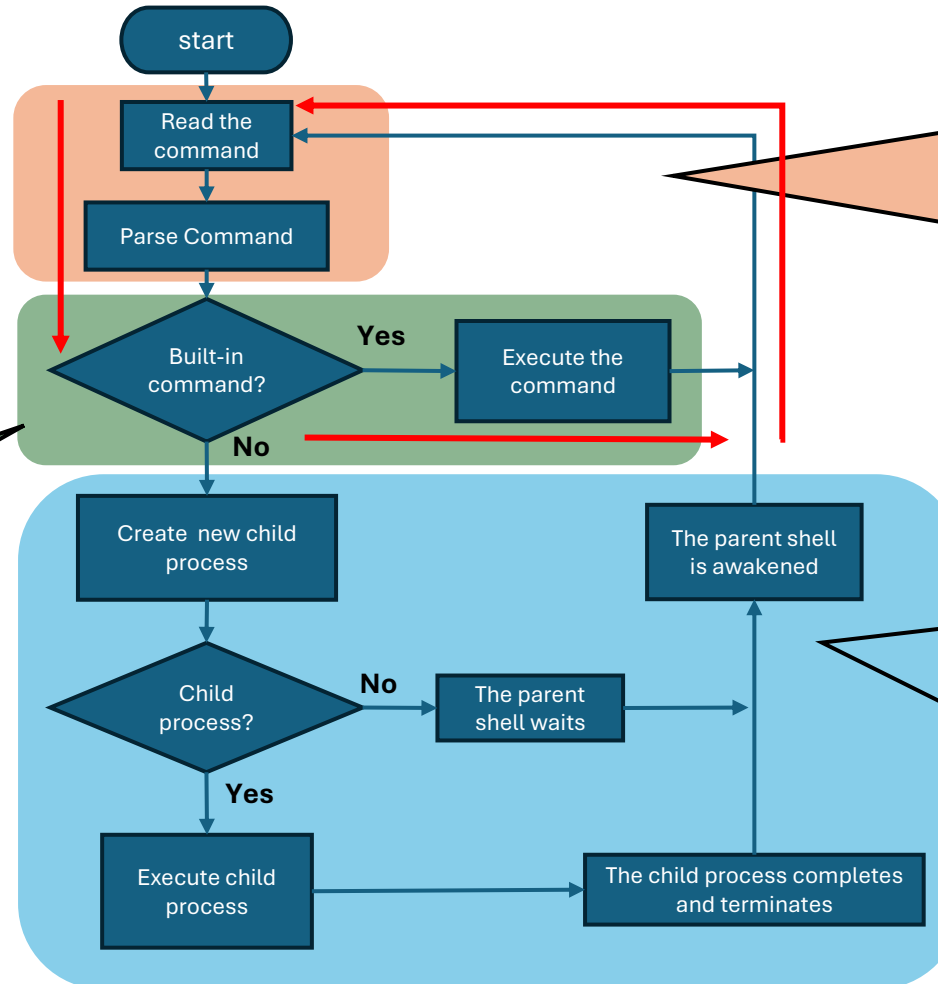 start
Read the
command
Parse Command
Built-in
command?
Yes
Execute the
command
No
Create new child
process
The parent shell
is awakened
Child
process?
No
The parent
shell waits
Yes
Execute child
process
The child process completes
and terminates